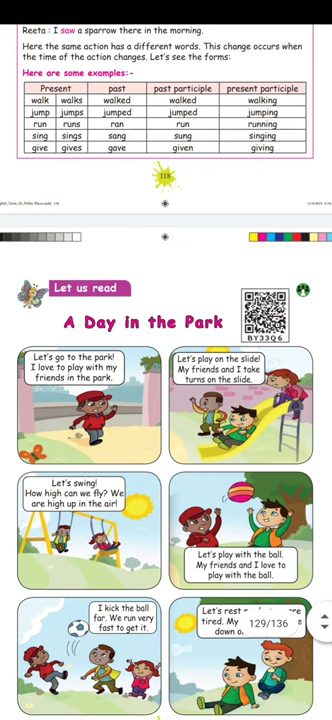 Reeta : I saw a sparrow there in the morning.
Here the same action has a different words. This change occurs when
the time of the action changes. Let's see the forms:
Here are some examples:-
Present past past participle present participle
walk walks walked walked walking
jump jumps jumped jumped jumping
run runs ran run running
sing sings sang sung singing
give gives gave given giving
118
Let us read
A Day in the Park
BY33Q6
Let's go to the park!
I love to play with my
friends in the park.
Let's play on the slide!
My friends and I take
turns on the slide.
Let's swing!
How high can we fly? We
are high up in the air!
Let's play with the ball.
My friends and I love to
play with the ball.
I kick the ball
far. We run very
fast to get it.
Let's rest
tired. My
down
129/136